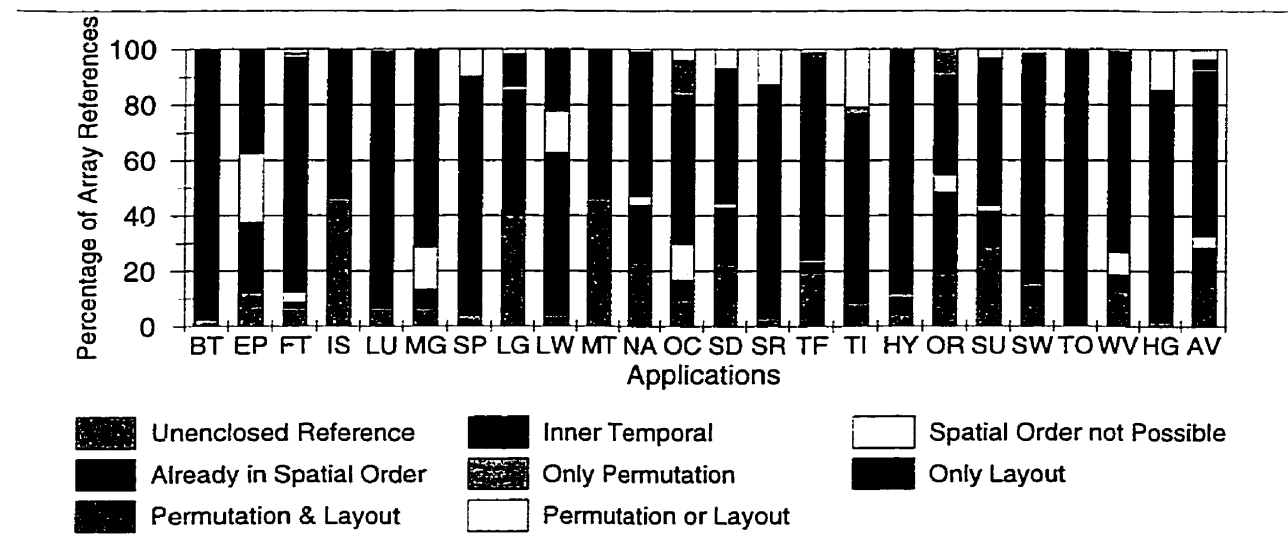 Percentage of Array References
100
80
60
40
20
0
BT EP FT IS LU MG SP LG LW MT NA OC SD SR TF TI HY OR SU SW TO WV HG AV
Applications
Unenclosed Reference
Inner Temporal
Spatial Order not Possible
Already in Spatial Order
Only Permutation
Only Layout
Permutation & Layout
Permutation or Layout